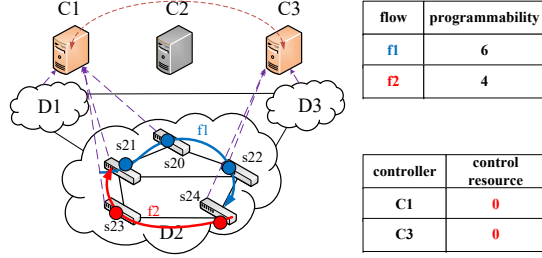 C1
C2
C3
D1
D3
s21
f1
s20
s22
s24
f2
s23
D2
flow programmability
f1 6
f2 4
controller control resource
C1 0
C3 0